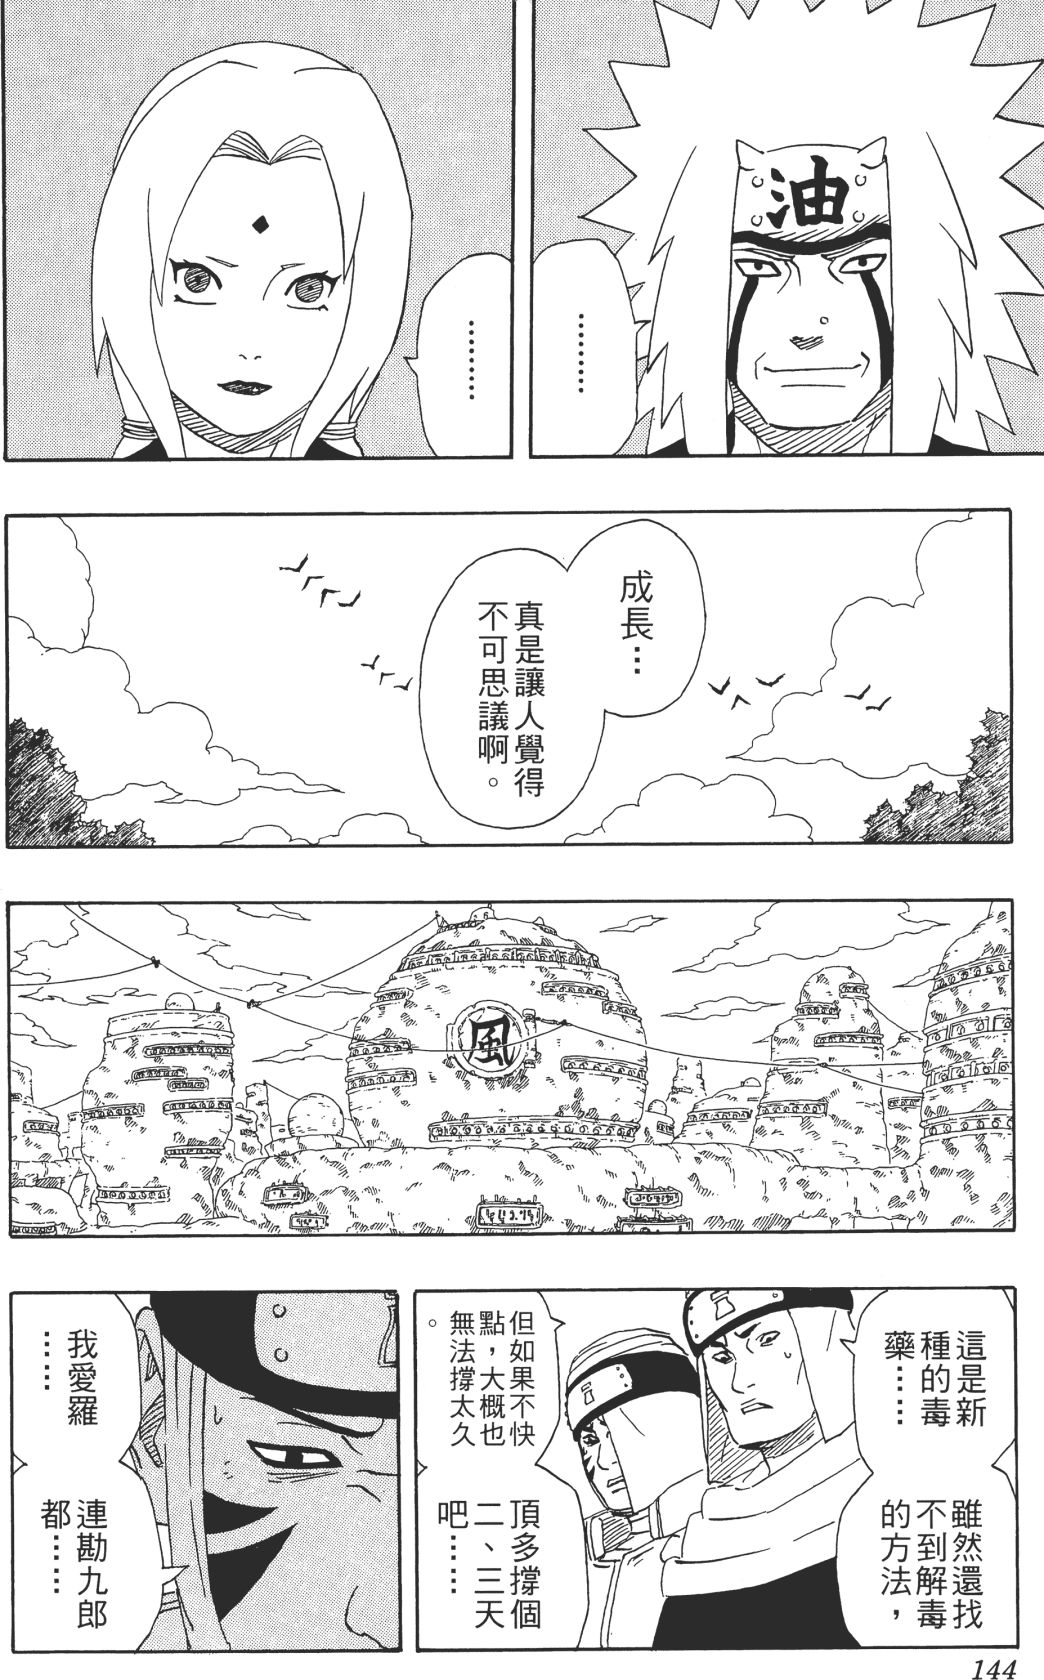 油
………
………
成長…
真是讓人覺得
不可思議啊。
風
這是新
種的毒
藥……
雖然還找
不到解毒
的方法，
但如果不快
點，大概也
無法撐太久
。
頂多撐個
二、三天
吧……
我愛羅
……
連勘九郎
都……
144